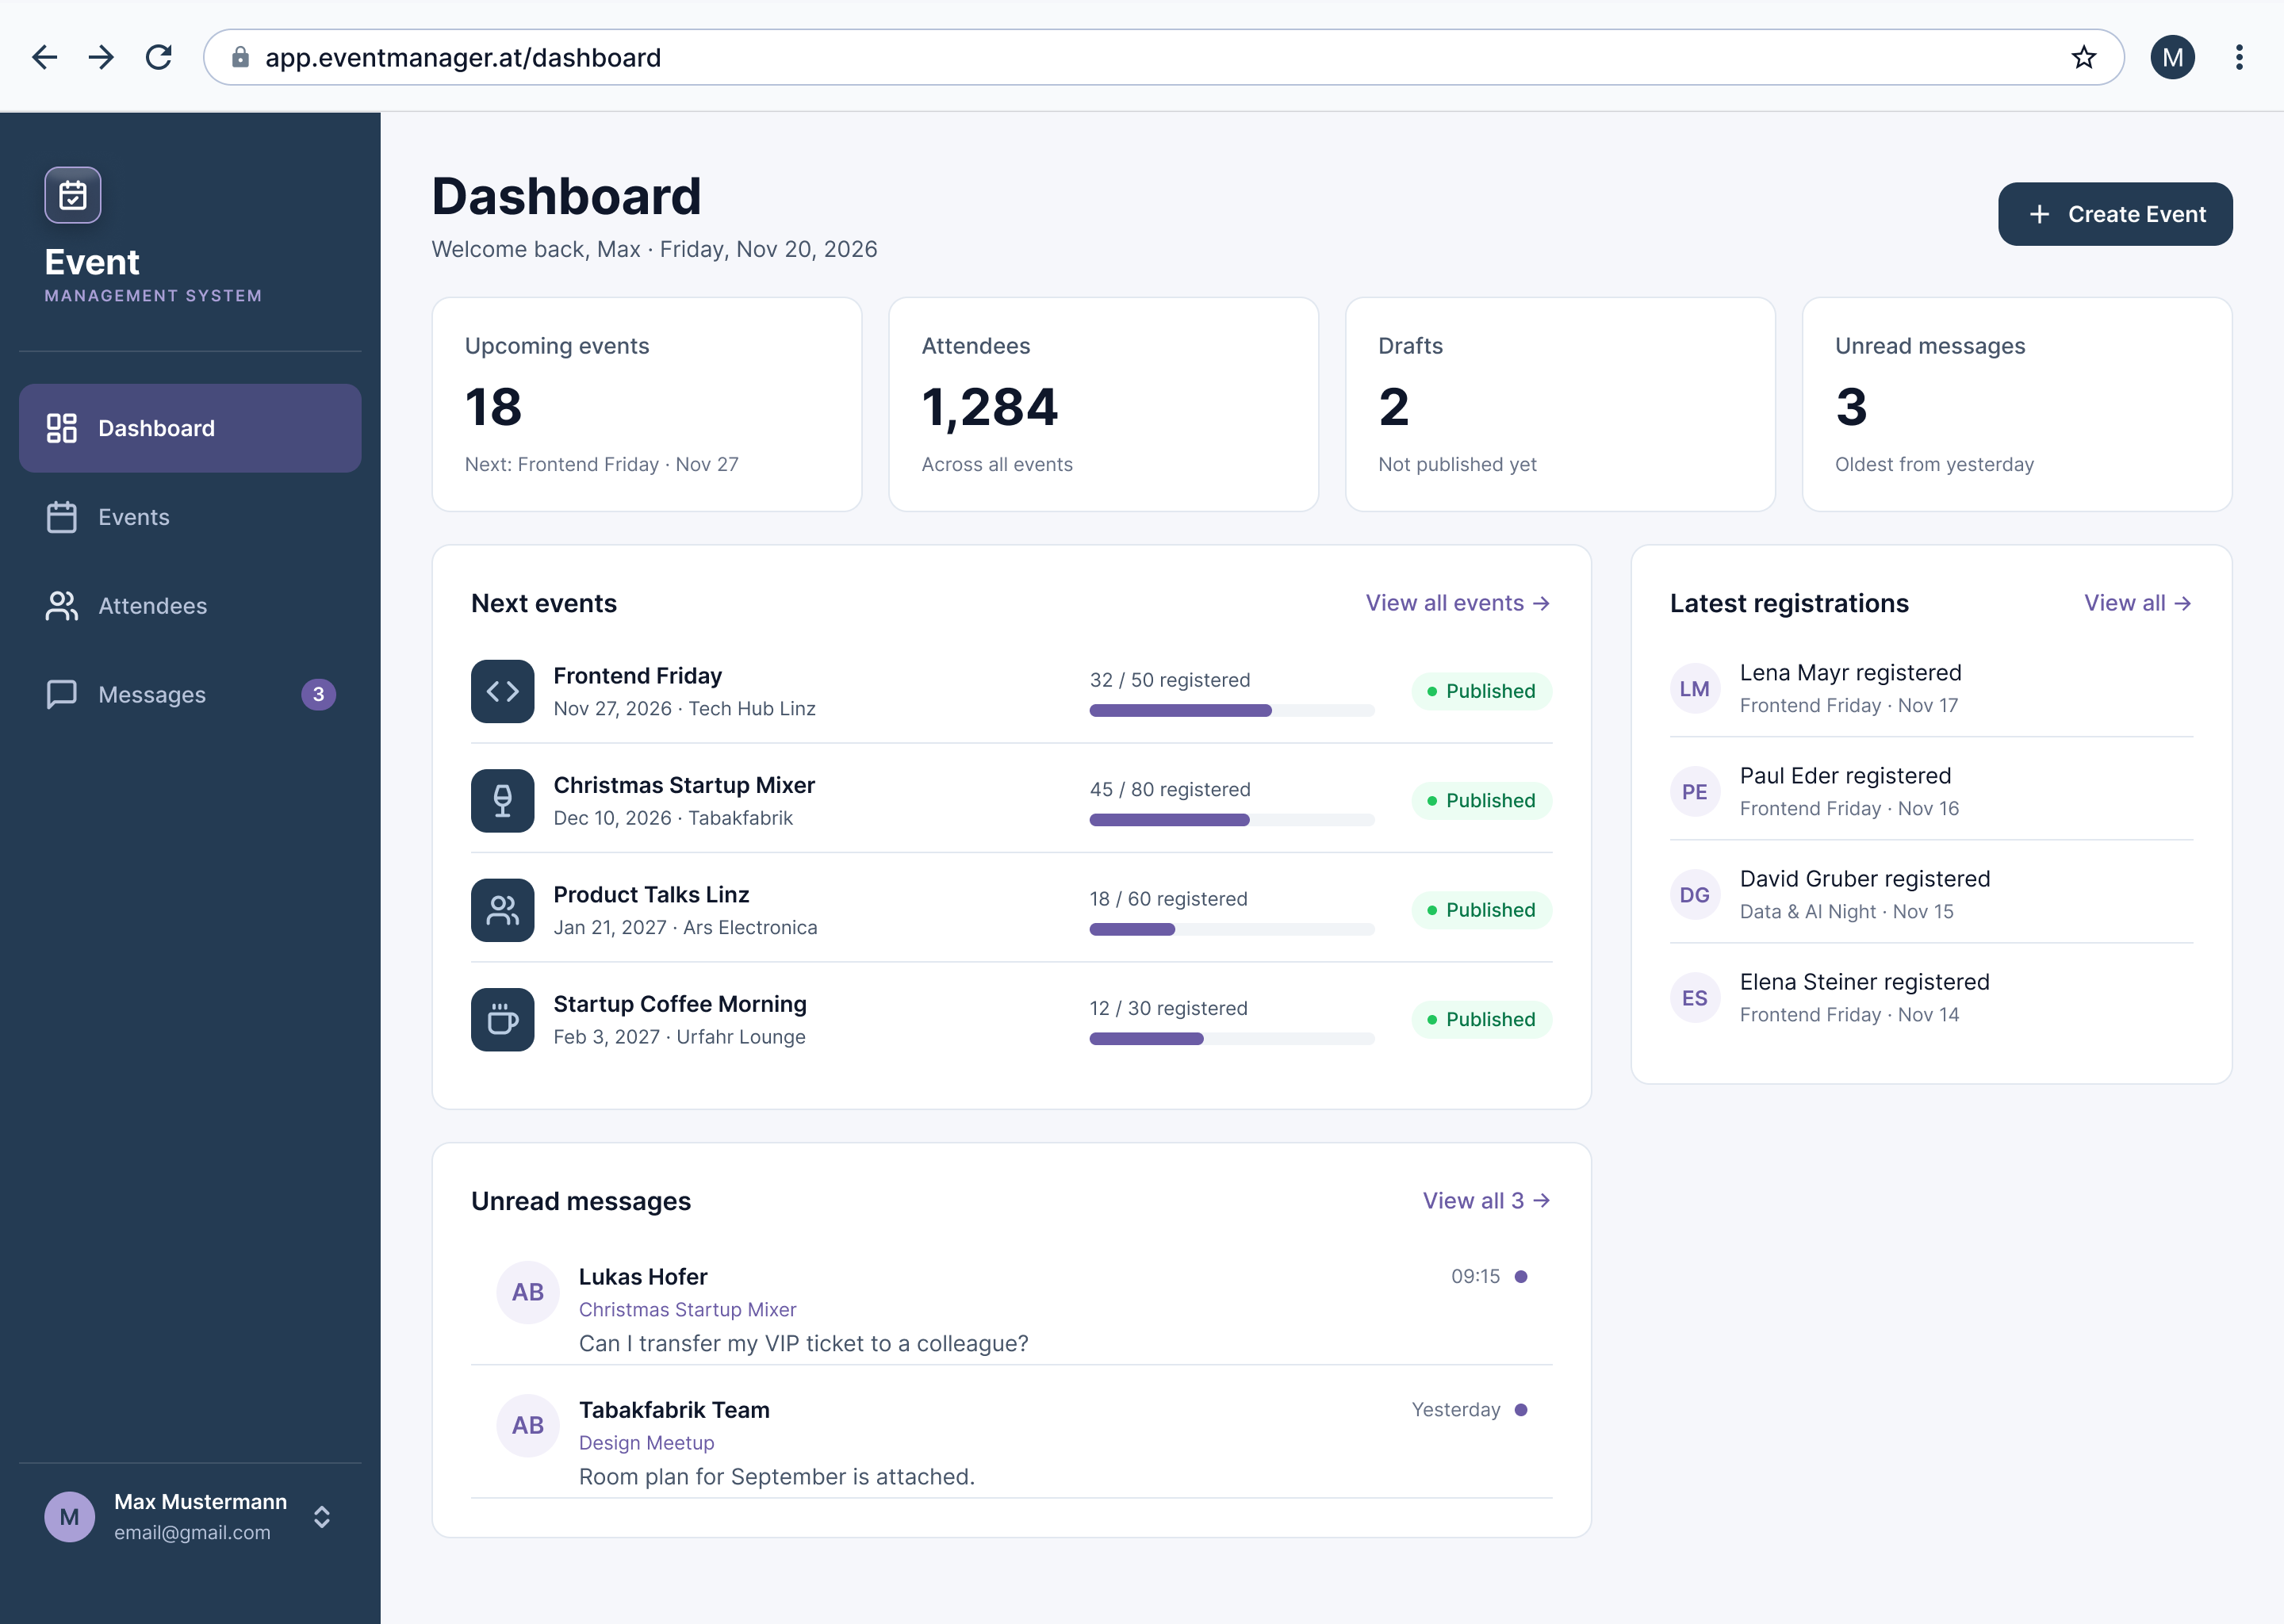 app.eventmanager.at/dashboard
M
Event
MANAGEMENT SYSTEM
Dashboard
Events
Attendees
Messages
3
Max Mustermann
M
email@gmail.com
Dashboard
Welcome back, Max · Friday, Nov 20, 2026
+ Create Event
Upcoming events
18
Next: Frontend Friday · Nov 27
Attendees
1,284
Across all events
Drafts
2
Not published yet
Unread messages
3
Oldest from yesterday
Next events
View all events →
Frontend Friday
Nov 27, 2026 · Tech Hub Linz
32 / 50 registered
Published
Christmas Startup Mixer
Dec 10, 2026 · Tabakfabrik
45 / 80 registered
Published
Product Talks Linz
Jan 21, 2027 · Ars Electronica
18 / 60 registered
Published
Startup Coffee Morning
Feb 3, 2027 · Urfahr Lounge
12 / 30 registered
Published
Latest registrations
View all →
LM
Lena Mayr registered
Frontend Friday · Nov 17
PE
Paul Eder registered
Frontend Friday · Nov 16
DG
David Gruber registered
Data & AI Night · Nov 15
ES
Elena Steiner registered
Frontend Friday · Nov 14
Unread messages
View all 3 →
AB
Lukas Hofer
09:15
Christmas Startup Mixer
Can I transfer my VIP ticket to a colleague?
AB
Tabakfabrik Team
Yesterday
Design Meetup
Room plan for September is attached.